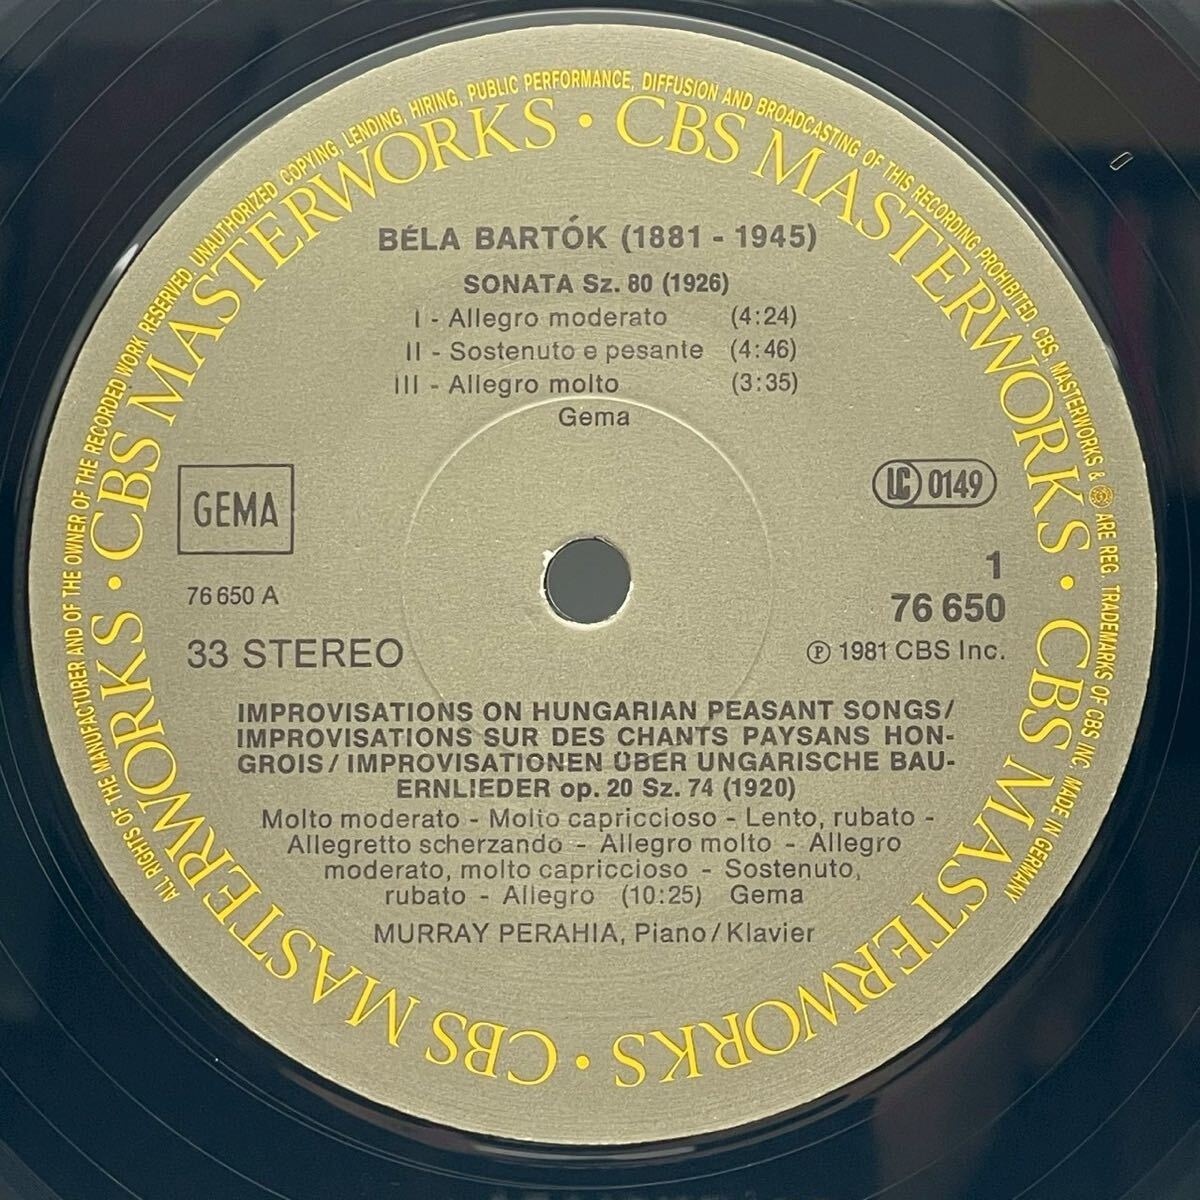 ALL RIGHTS OF THE MANUFACTURER AND OF THE OWNER OF THE RECORDED WORK RESERVED. UNAUTHORIZED COPYING, LENDING, HIRING, PUBLIC PERFORMANCE, DIFFUSION AND BROADCASTING OF THIS RECORDING PROHIBITED. CBS, MASTERWORKS & ARE REG. TRADEMARKS OF CBS INC MADE IN GERMANY
CBS MASTERWORKS · CBS MASTERWORKS · CBS MASTERWORKS · CBS MASTERWORKS · CBS MASTERWORKS ·
BÉLA BARTÓK (1881 - 1945)
SONATA Sz. 80 (1926)
I - Allegro moderato (4:24)
II - Sostenuto e pesante (4:46)
III - Allegro molto (3:35)
Gema
GEMA
LC 0149
76 650 A
1
76 650
33 STEREO
℗ 1981 CBS Inc.
IMPROVISATIONS ON HUNGARIAN PEASANT SONGS/
IMPROVISATIONS SUR DES CHANTS PAYSANS HON-
GROIS/IMPROVISATIONEN ÜBER UNGARISCHE BAU-
ERNLIEDER op. 20 Sz. 74 (1920)
Molto moderato - Molto capriccioso - Lento, rubato -
Allegretto scherzando - Allegro molto - Allegro
moderato, molto capriccioso - Sostenuto,
rubato - Allegro (10:25) Gema
MURRAY PERAHIA, Piano/Klavier